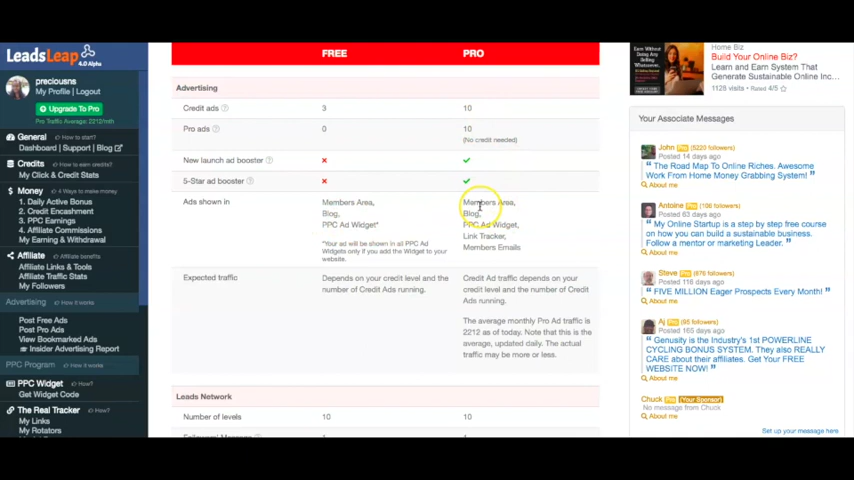 LeadsLeap
4.0 Alpha
preciousns
My Profile | Logout
Upgrade To Pro
Pro Traffic Average: 2212/mth
General How to start?
Dashboard | Support | Blog
Credits How to earn credits?
My Click & Credit Stats
Money 4 Ways to make money
1. Daily Active Bonus
2. Credit Encashment
3. PPC Earnings
4. Affiliate Commissions
My Earning & Withdrawal
Affiliate Affiliate benefits
Affiliate Links & Tools
Affiliate Traffic Stats
My Followers
Advertising How it works
Post Free Ads
Post Pro Ads
View Bookmarked Ads
Insider Advertising Report
PPC Program How it works
PPC Widget How?
Get Widget Code
The Real Tracker How?
My Links
My Rotators
FREE PRO
Advertising
Credit ads 3 10
Pro ads 0 10
(No credit needed)
New launch ad booster
5-Star ad booster
Ads shown in Members Area, Members Area,
Blog, Blog,
PPC Ad Widget* PPC Ad Widget,
Link Tracker,
Members Emails
*Your ad will be shown in all PPC Ad
Widgets only if you add the Widget to your
website.
Expected traffic Depends on your credit level and the
number of Credit Ads running.
Credit Ad traffic depends on your
credit level and the number of Credit
Ads running.
The average monthly Pro Ad traffic is
2212 as of today. Note that this is the
average, updated daily. The actual
traffic may be more or less.
Leads Network
Number of levels 10 10
Home Biz
Build Your Online Biz?
Learn and Earn System That
Generate Sustainable Online Inc...
1128 visits • Rated 4/5
Your Associate Messages
John Pro (5220 followers)
Posted 14 days ago
"The Road Map To Online Riches. Awesome
Work From Home Money Grabbing System!"
About me
Antoine Pro (106 followers)
Posted 63 days ago
"My Online Startup is a step by step free
course on how you can build a sustainable
business. Follow a mentor or marketing Leader."
About me
Steve Pro (876 followers)
Posted 116 days ago
"FIVE MILLION Eager Prospects Every Month!"
About me
Aj Pro (95 followers)
Posted 165 days ago
"Genusity is the Industry's 1st POWERLINE
CYCLING BONUS SYSTEM. They also REALLY
CARE about their affiliates. Get Your FREE
WEBSITE NOW!"
About me
Chuck Pro (Your Sponsor)
No message from Chuck
About me
Set up your message here